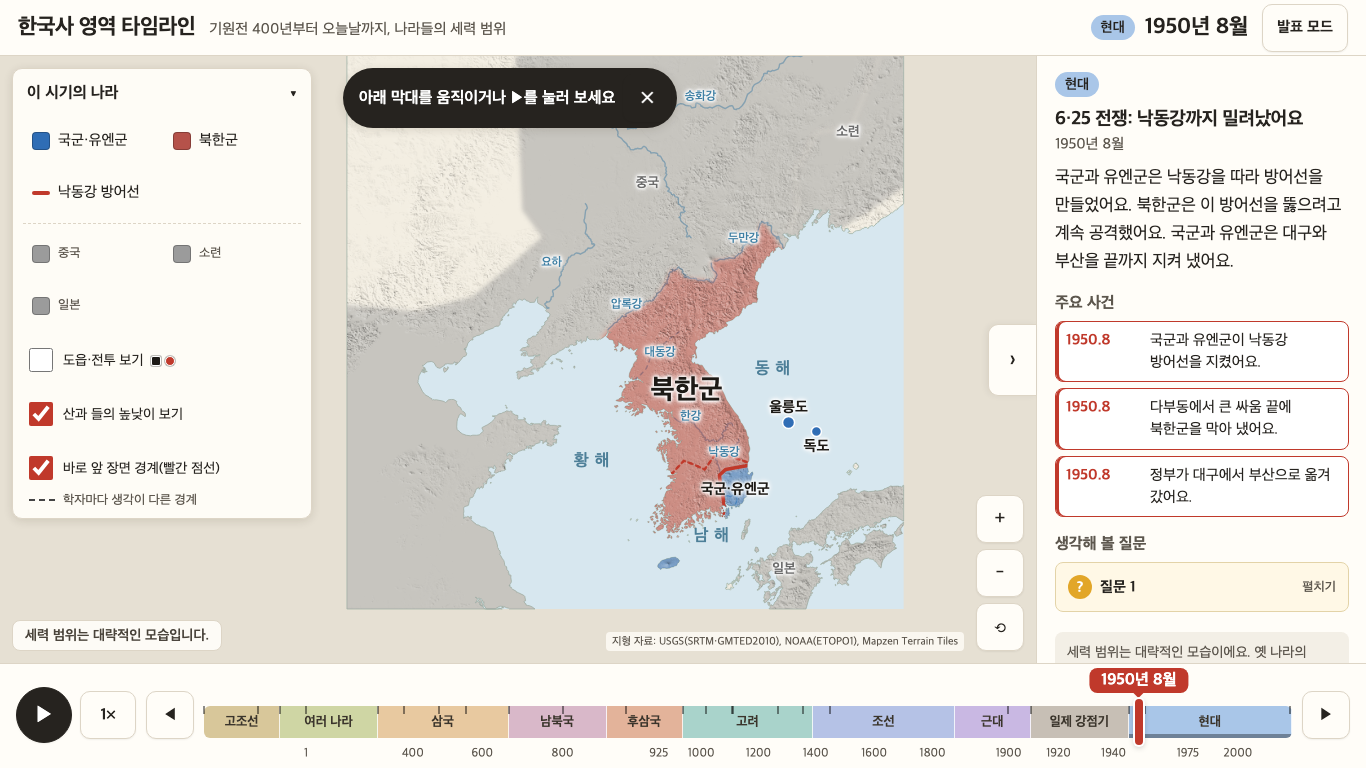 한국사 영역 타임라인
기원전 400년부터 오늘날까지, 나라들의 세력 범위
현대
1950년 8월
발표 모드
이 시기의 나라
▼
국군·유엔군
북한군
낙동강 방어선
중국
소련
일본
도읍·전투 보기
산과 들의 높낮이 보기
바로 앞 장면 경계(빨간 점선)
학자마다 생각이 다른 경계
세력 범위는 대략적인 모습입니다.
아래 막대를 움직이거나 ▶를 눌러 보세요 ✕
송화강
소련
중국
두만강
요하
압록강
대동강
동 해
북한군
울릉도
한강
독도
낙동강
황 해
국군·유엔군
남 해
일본
›
+
−
⟲
지형 자료: USGS(SRTM·GMTED2010), NOAA(ETOPO1), Mapzen Terrain Tiles
현대
6·25 전쟁: 낙동강까지 밀려났어요
1950년 8월
국군과 유엔군은 낙동강을 따라 방어선을
만들었어요. 북한군은 이 방어선을 뚫으려고
계속 공격했어요. 국군과 유엔군은 대구와
부산을 끝까지 지켜 냈어요.
주요 사건
1950.8 국군과 유엔군이 낙동강
방어선을 지켰어요.
1950.8 다부동에서 큰 싸움 끝에
북한군을 막아 냈어요.
1950.8 정부가 대구에서 부산으로 옮겨
갔어요.
생각해 볼 질문
? 질문 1 펼치기
세력 범위는 대략적인 모습이에요. 옛 나라의
1950년 8월
1×
고조선 여러 나라 삼국 남북국 후삼국 고려 조선 근대 일제 강점기 현대
1 400 600 800 925 1000 1200 1400 1600 1800 1900 1920 1940 1975 2000